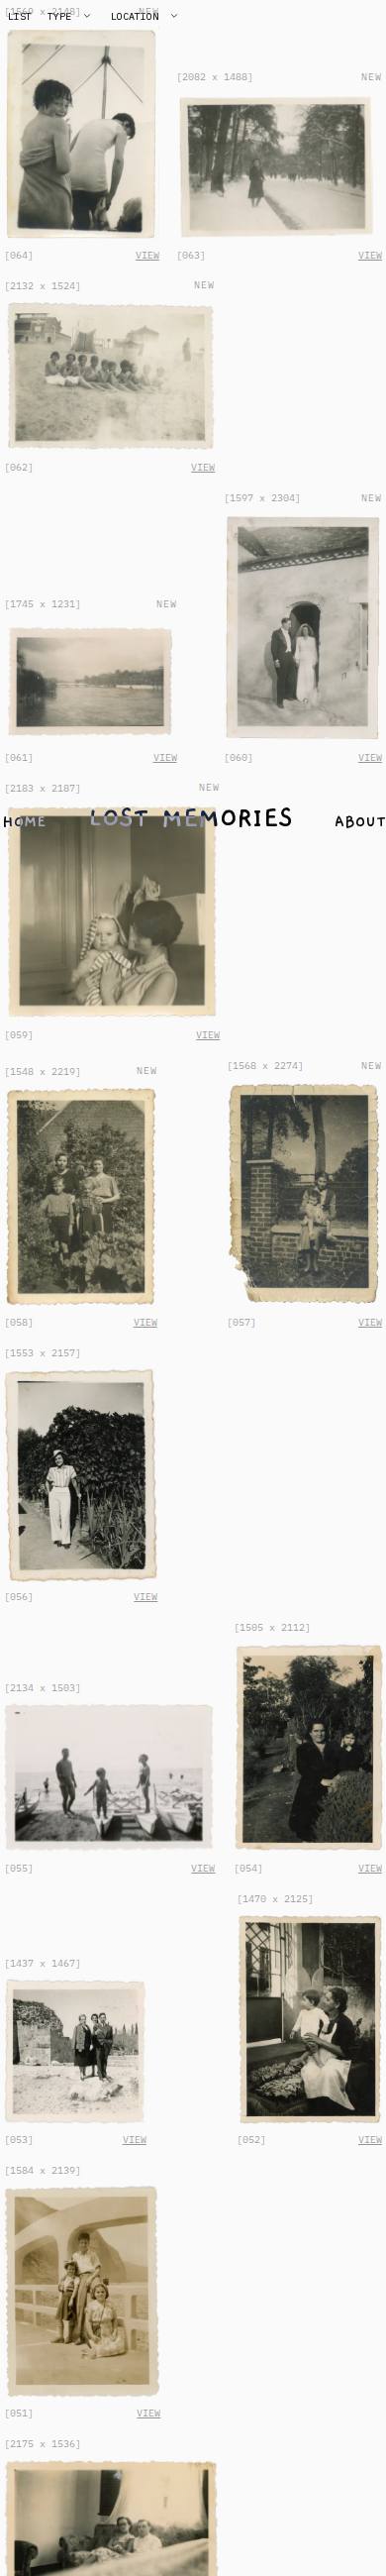 [1569 x 2148] NEW
LIST TYPE LOCATION
[2082 x 1488] NEW
[064] VIEW
[063] VIEW
[2132 x 1524] NEW
[062] VIEW
[1597 x 2304] NEW
[1745 x 1231] NEW
[061] VIEW
[060] VIEW
[2183 x 2187] NEW
HOME LOST MEMORIES ABOUT
[059] VIEW
[1568 x 2274] NEW
[1548 x 2219] NEW
[058] VIEW
[057] VIEW
[1553 x 2157]
[056] VIEW
[1505 x 2112]
[2134 x 1503]
[055] VIEW
[054] VIEW
[1470 x 2125]
[1437 x 1467]
[053] VIEW
[052] VIEW
[1584 x 2139]
[051] VIEW
[2175 x 1536]